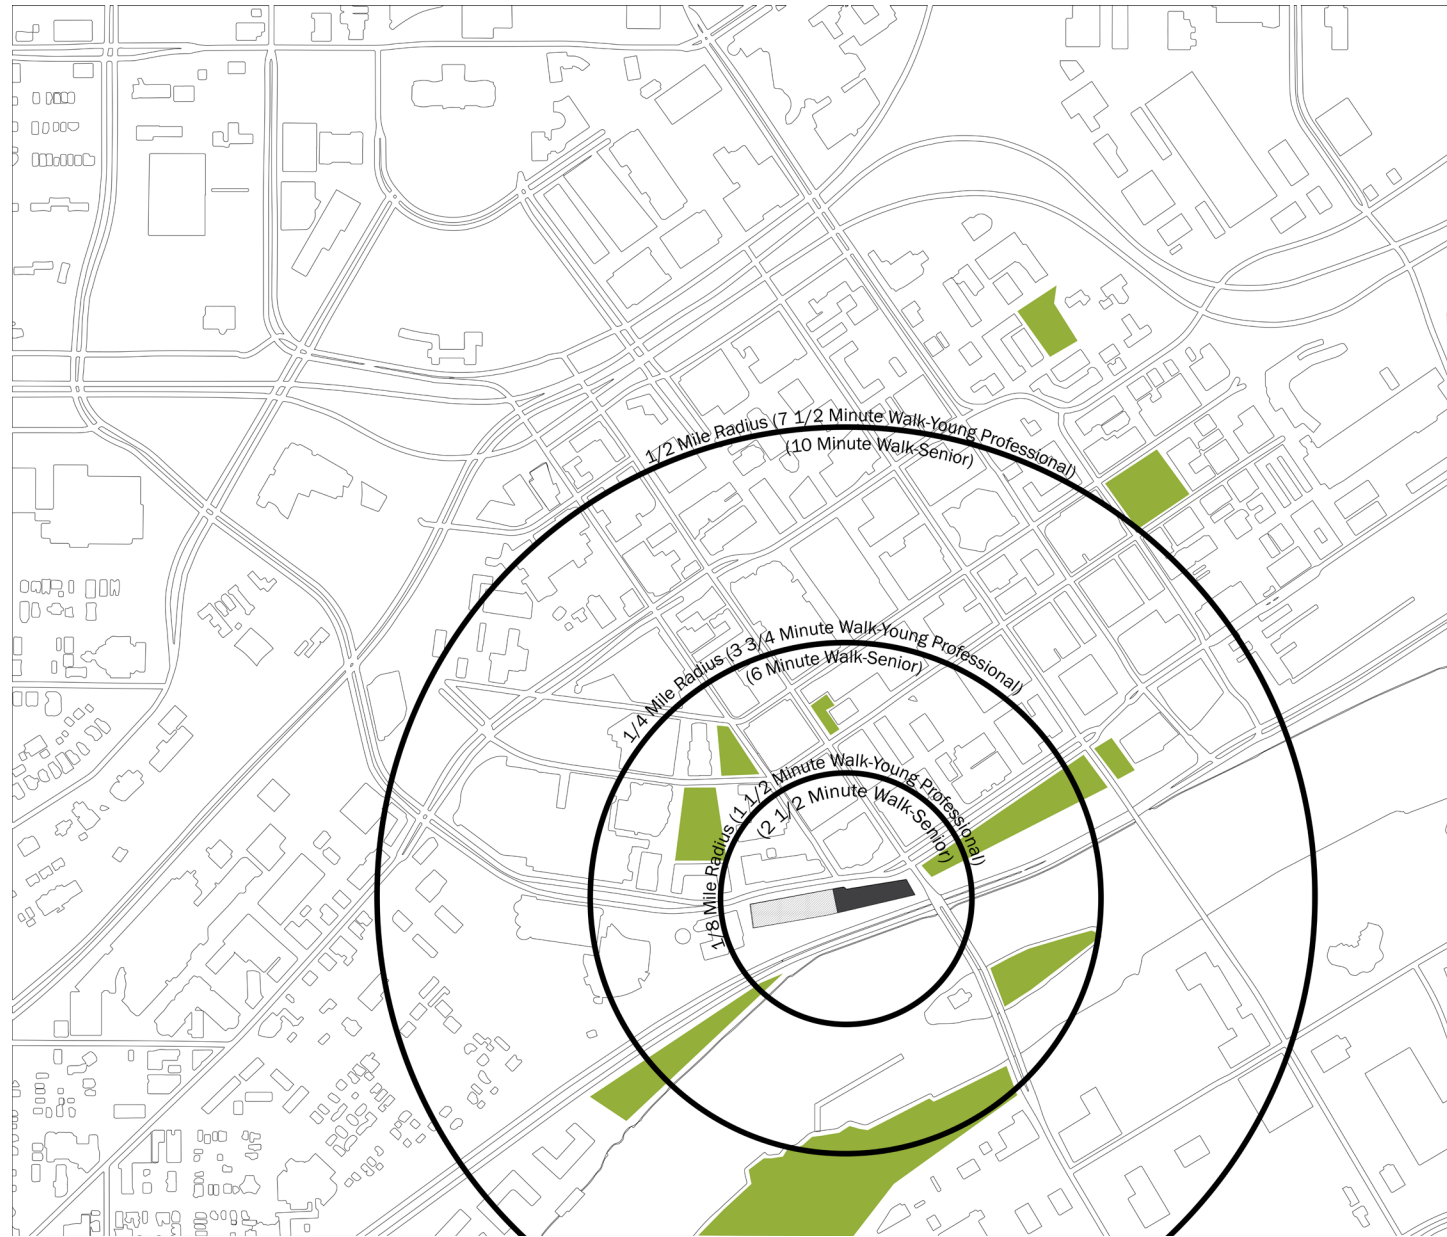 1/2 Mile Radius (7 1/2 Minute Walk-Young Professional)
(10 Minute Walk-Senior)
1/4 Mile Radius (3 3/4 Minute Walk-Young Professional)
(6 Minute Walk-Senior)
1/8 Mile Radius (1 1/2 Minute Walk-Young Professional)
(2 1/2 Minute Walk-Senior)